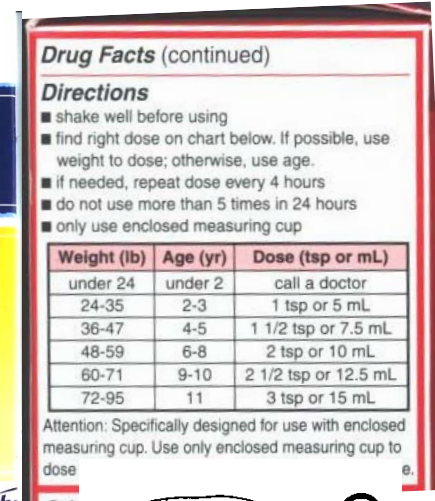 Drug Facts (continued)
Directions
■ shake well before using
■ find right dose on chart below. If possible, use
weight to dose; otherwise, use age.
■ if needed, repeat dose every 4 hours
■ do not use more than 5 times in 24 hours
■ only use enclosed measuring cup
Weight (lb) Age (yr) Dose (tsp or mL)
under 24 under 2 call a doctor
24-35 2-3 1 tsp or 5 mL
36-47 4-5 1 1/2 tsp or 7.5 mL
48-59 6-8 2 tsp or 10 mL
60-71 9-10 2 1/2 tsp or 12.5 mL
72-95 11 3 tsp or 15 mL
Attention: Specifically designed for use with enclosed
measuring cup. Use only enclosed measuring cup to
dose